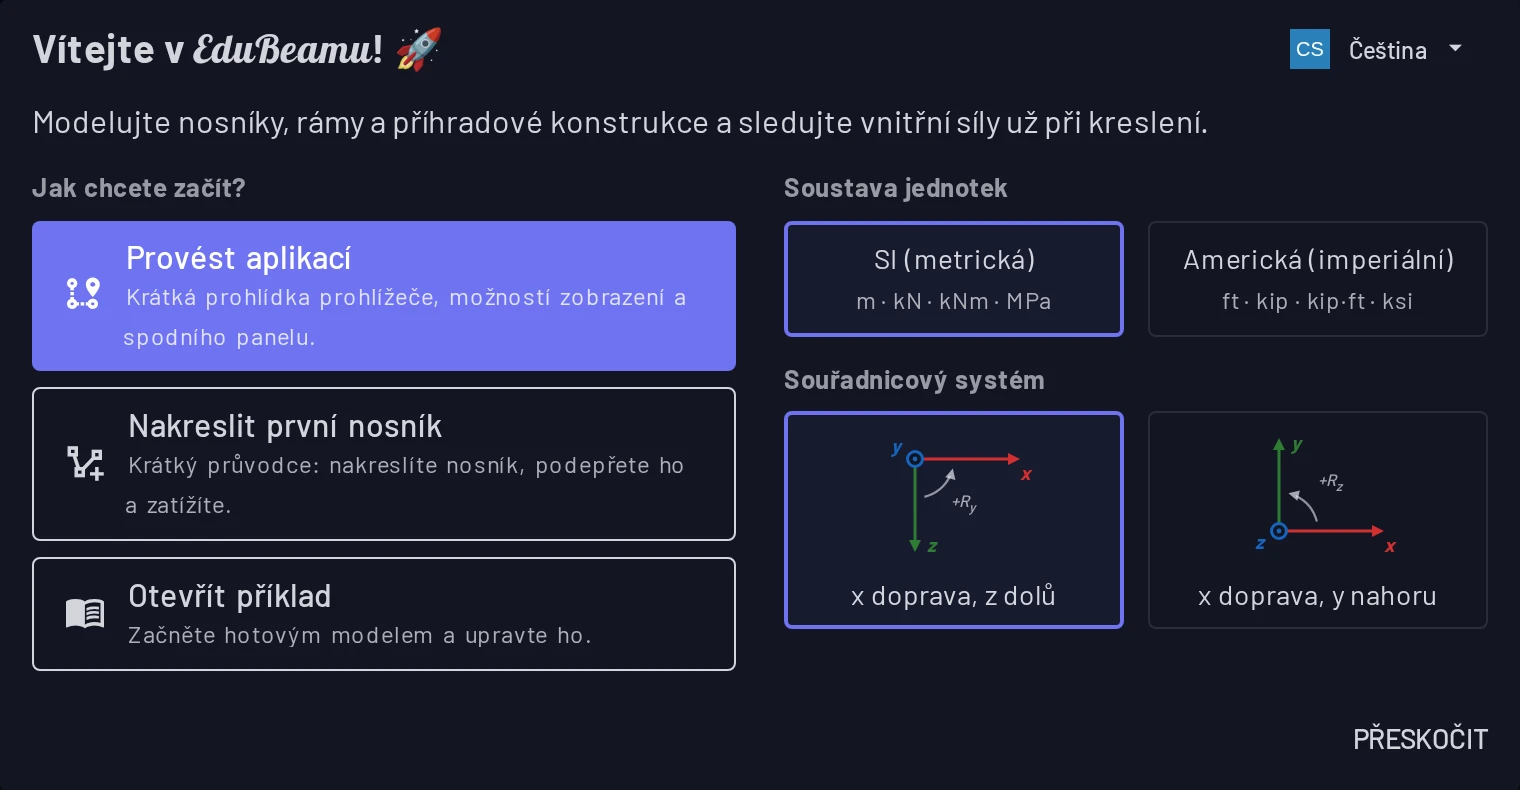 Vítejte v EduBeamu! 🚀
CS Čeština
Modelujte nosníky, rámy a příhradové konstrukce a sledujte vnitřní síly už při kreslení.
Jak chcete začít?
Provést aplikací
Krátká prohlídka prohlížeče, možností zobrazení a
spodního panelu.
Nakreslit první nosník
Krátký průvodce: nakreslíte nosník, podepřete ho
a zatížíte.
Otevřít příklad
Začněte hotovým modelem a upravte ho.
Soustava jednotek
SI (metrická)
m · kN · kNm · MPa
Americká (imperiální)
ft · kip · kip·ft · ksi
Souřadnicový systém
y
x
+Ry
z
x doprava, z dolů
y
+Rz
z
x
x doprava, y nahoru
PŘESKOČIT